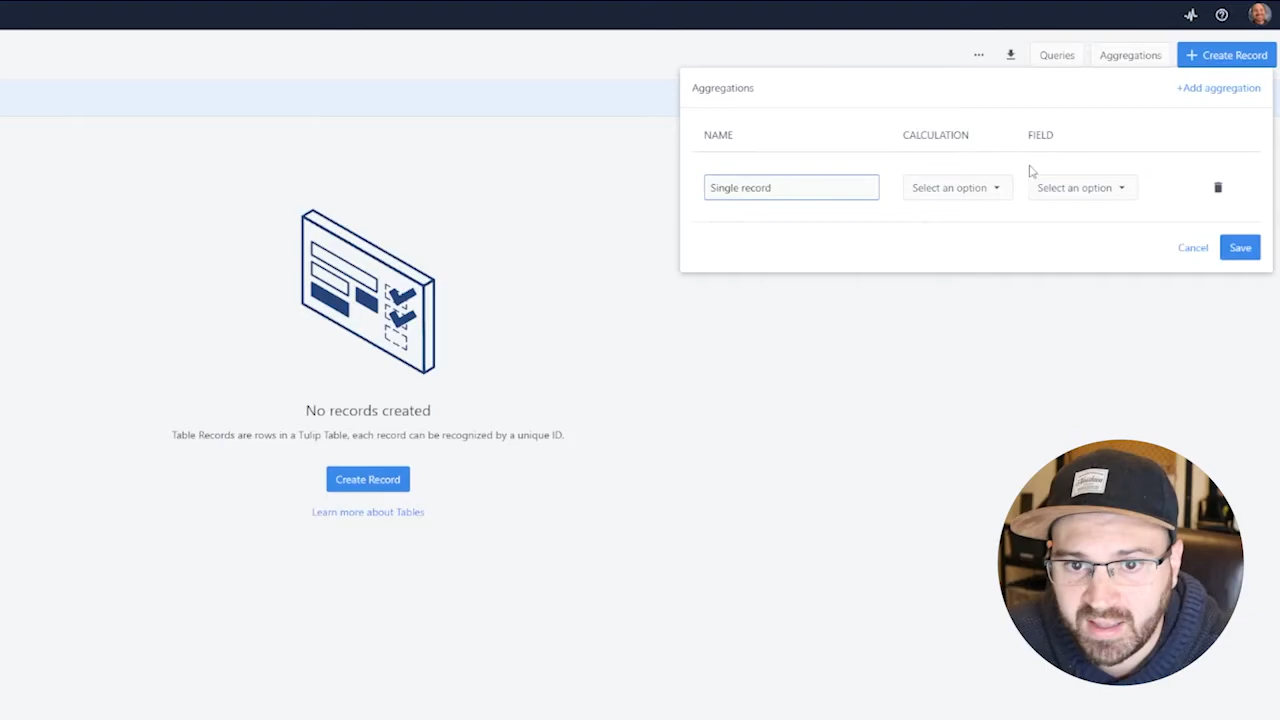 Queries
Aggregations
+ Create Record
Aggregations
+Add aggregation
NAME
CALCULATION
FIELD
Single record
Select an option
Select an option
Cancel
Save
No records created
Table Records are rows in a Tulip Table, each record can be recognized by a unique ID.
Create Record
Learn more about Tables